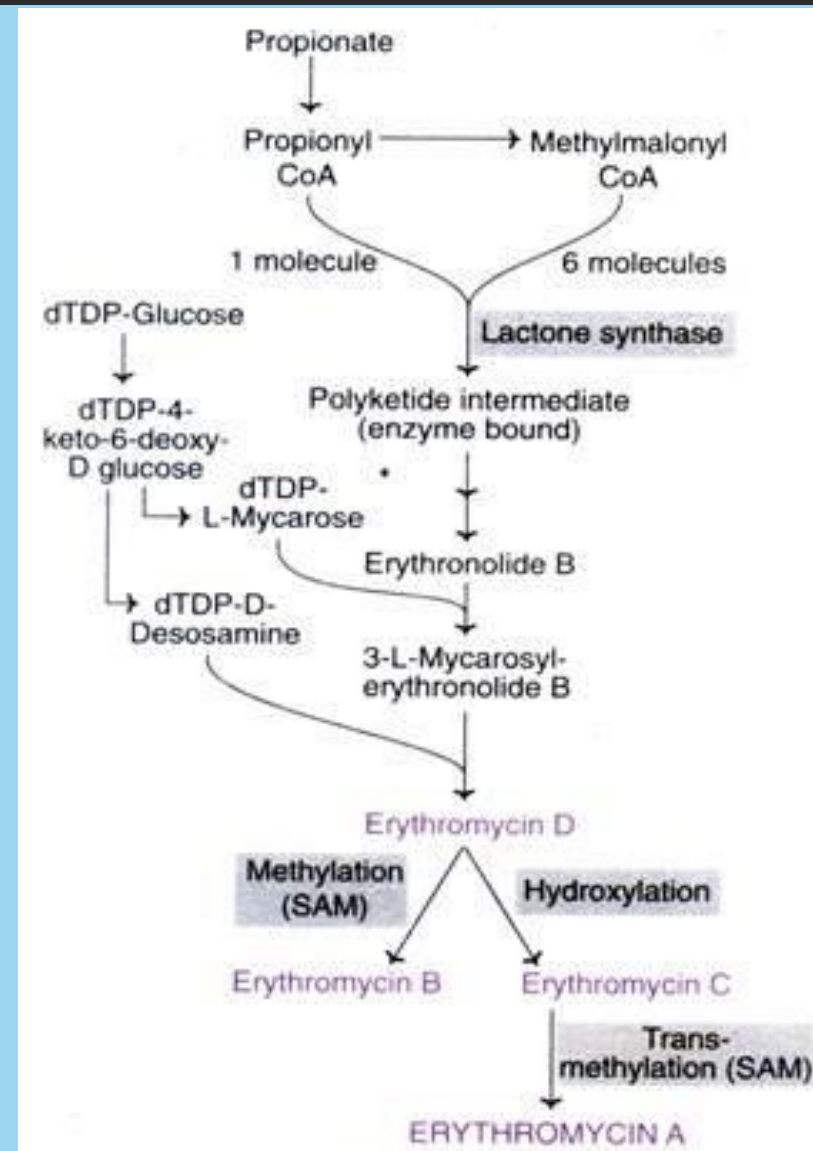 Propionate
Propionyl
CoA
Methylmalonyl
CoA
1 molecule
6 molecules
Lactone synthase
dTDP-Glucose
dTDP-4-
keto-6-deoxy-
D glucose
Polyketide intermediate
(enzyme bound)
dTDP-
L-Mycarose
Erythronolide B
dTDP-D-
Desosamine
3-L-Mycarosyl-
erythronolide B
Erythromycin D
Methylation
(SAM)
Hydroxylation
Erythromycin B
Erythromycin C
Trans-
methylation (SAM)
ERYTHROMYCIN A